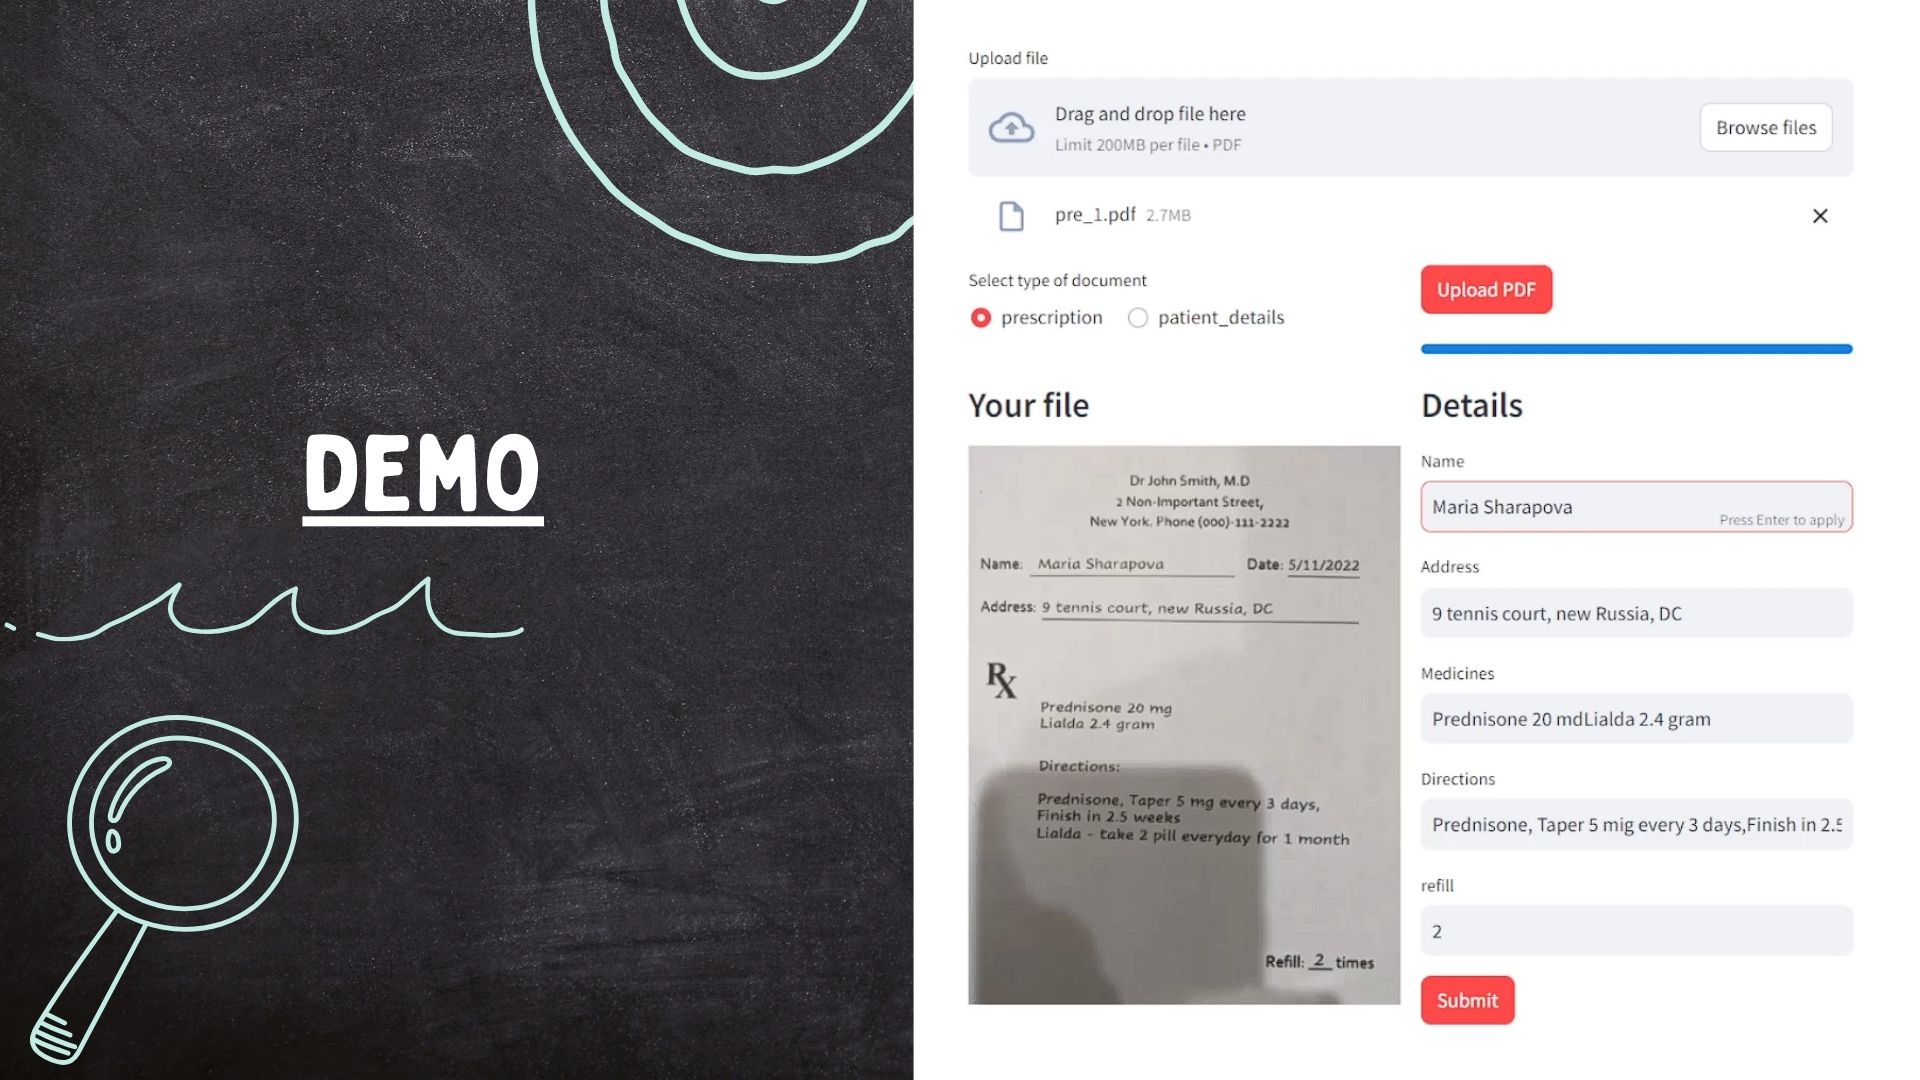 DEMO
Upload file
Drag and drop file here
Limit 200MB per file • PDF
Browse files
pre_1.pdf 2.7MB
Select type of document
prescription
patient_details
Upload PDF
Your file
Dr John Smith, M.D
2 Non-Important Street,
New York. Phone (000)-111-2222
Name. Maria Sharapova Date: 5/11/2022
Address: 9 tennis court, new Russia, DC
Rx
Prednisone 20 mg
Lialda 2.4 gram
Directions:
Prednisone, Taper 5 mg every 3 days,
Finish in 2.5 weeks
Lialda - take 2 pill everyday for 1 month
Refill: 2 times
Details
Name
Maria Sharapova
Press Enter to apply
Address
9 tennis court, new Russia, DC
Medicines
Prednisone 20 mdLialda 2.4 gram
Directions
Prednisone, Taper 5 mig every 3 days,Finish in 2.5
refill
2
Submit